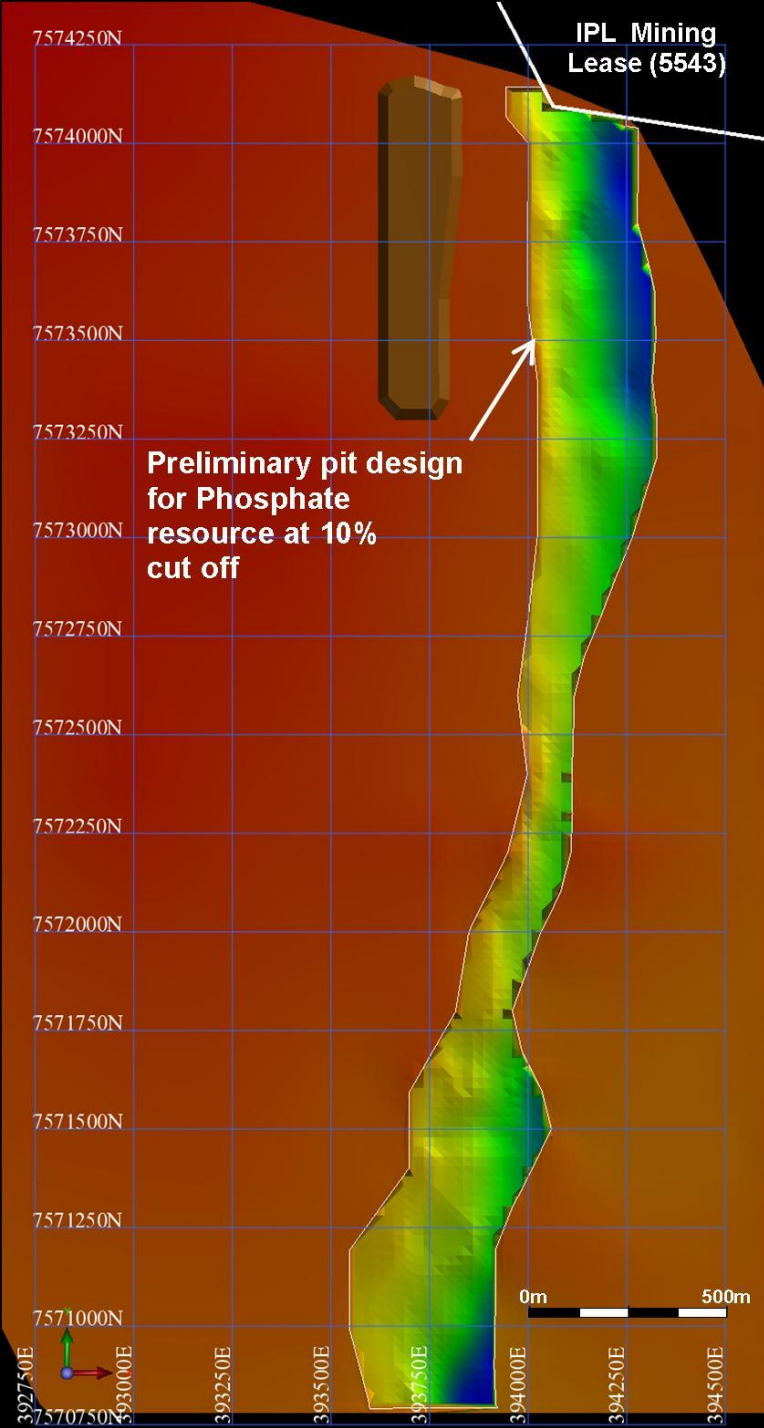 IPL Mining
Lease (5543)
7574250N
7574000N
7573750N
7573500N
7573250N
Preliminary pit design
for Phosphate
resource at 10%
cut off
7573000N
7572750N
7572500N
7572250N
7572000N
7571750N
7571500N
7571250N
0m 500m
7571000N
7570750N
392750E
393000E
393250E
393500E
393750E
394000E
394250E
394500E